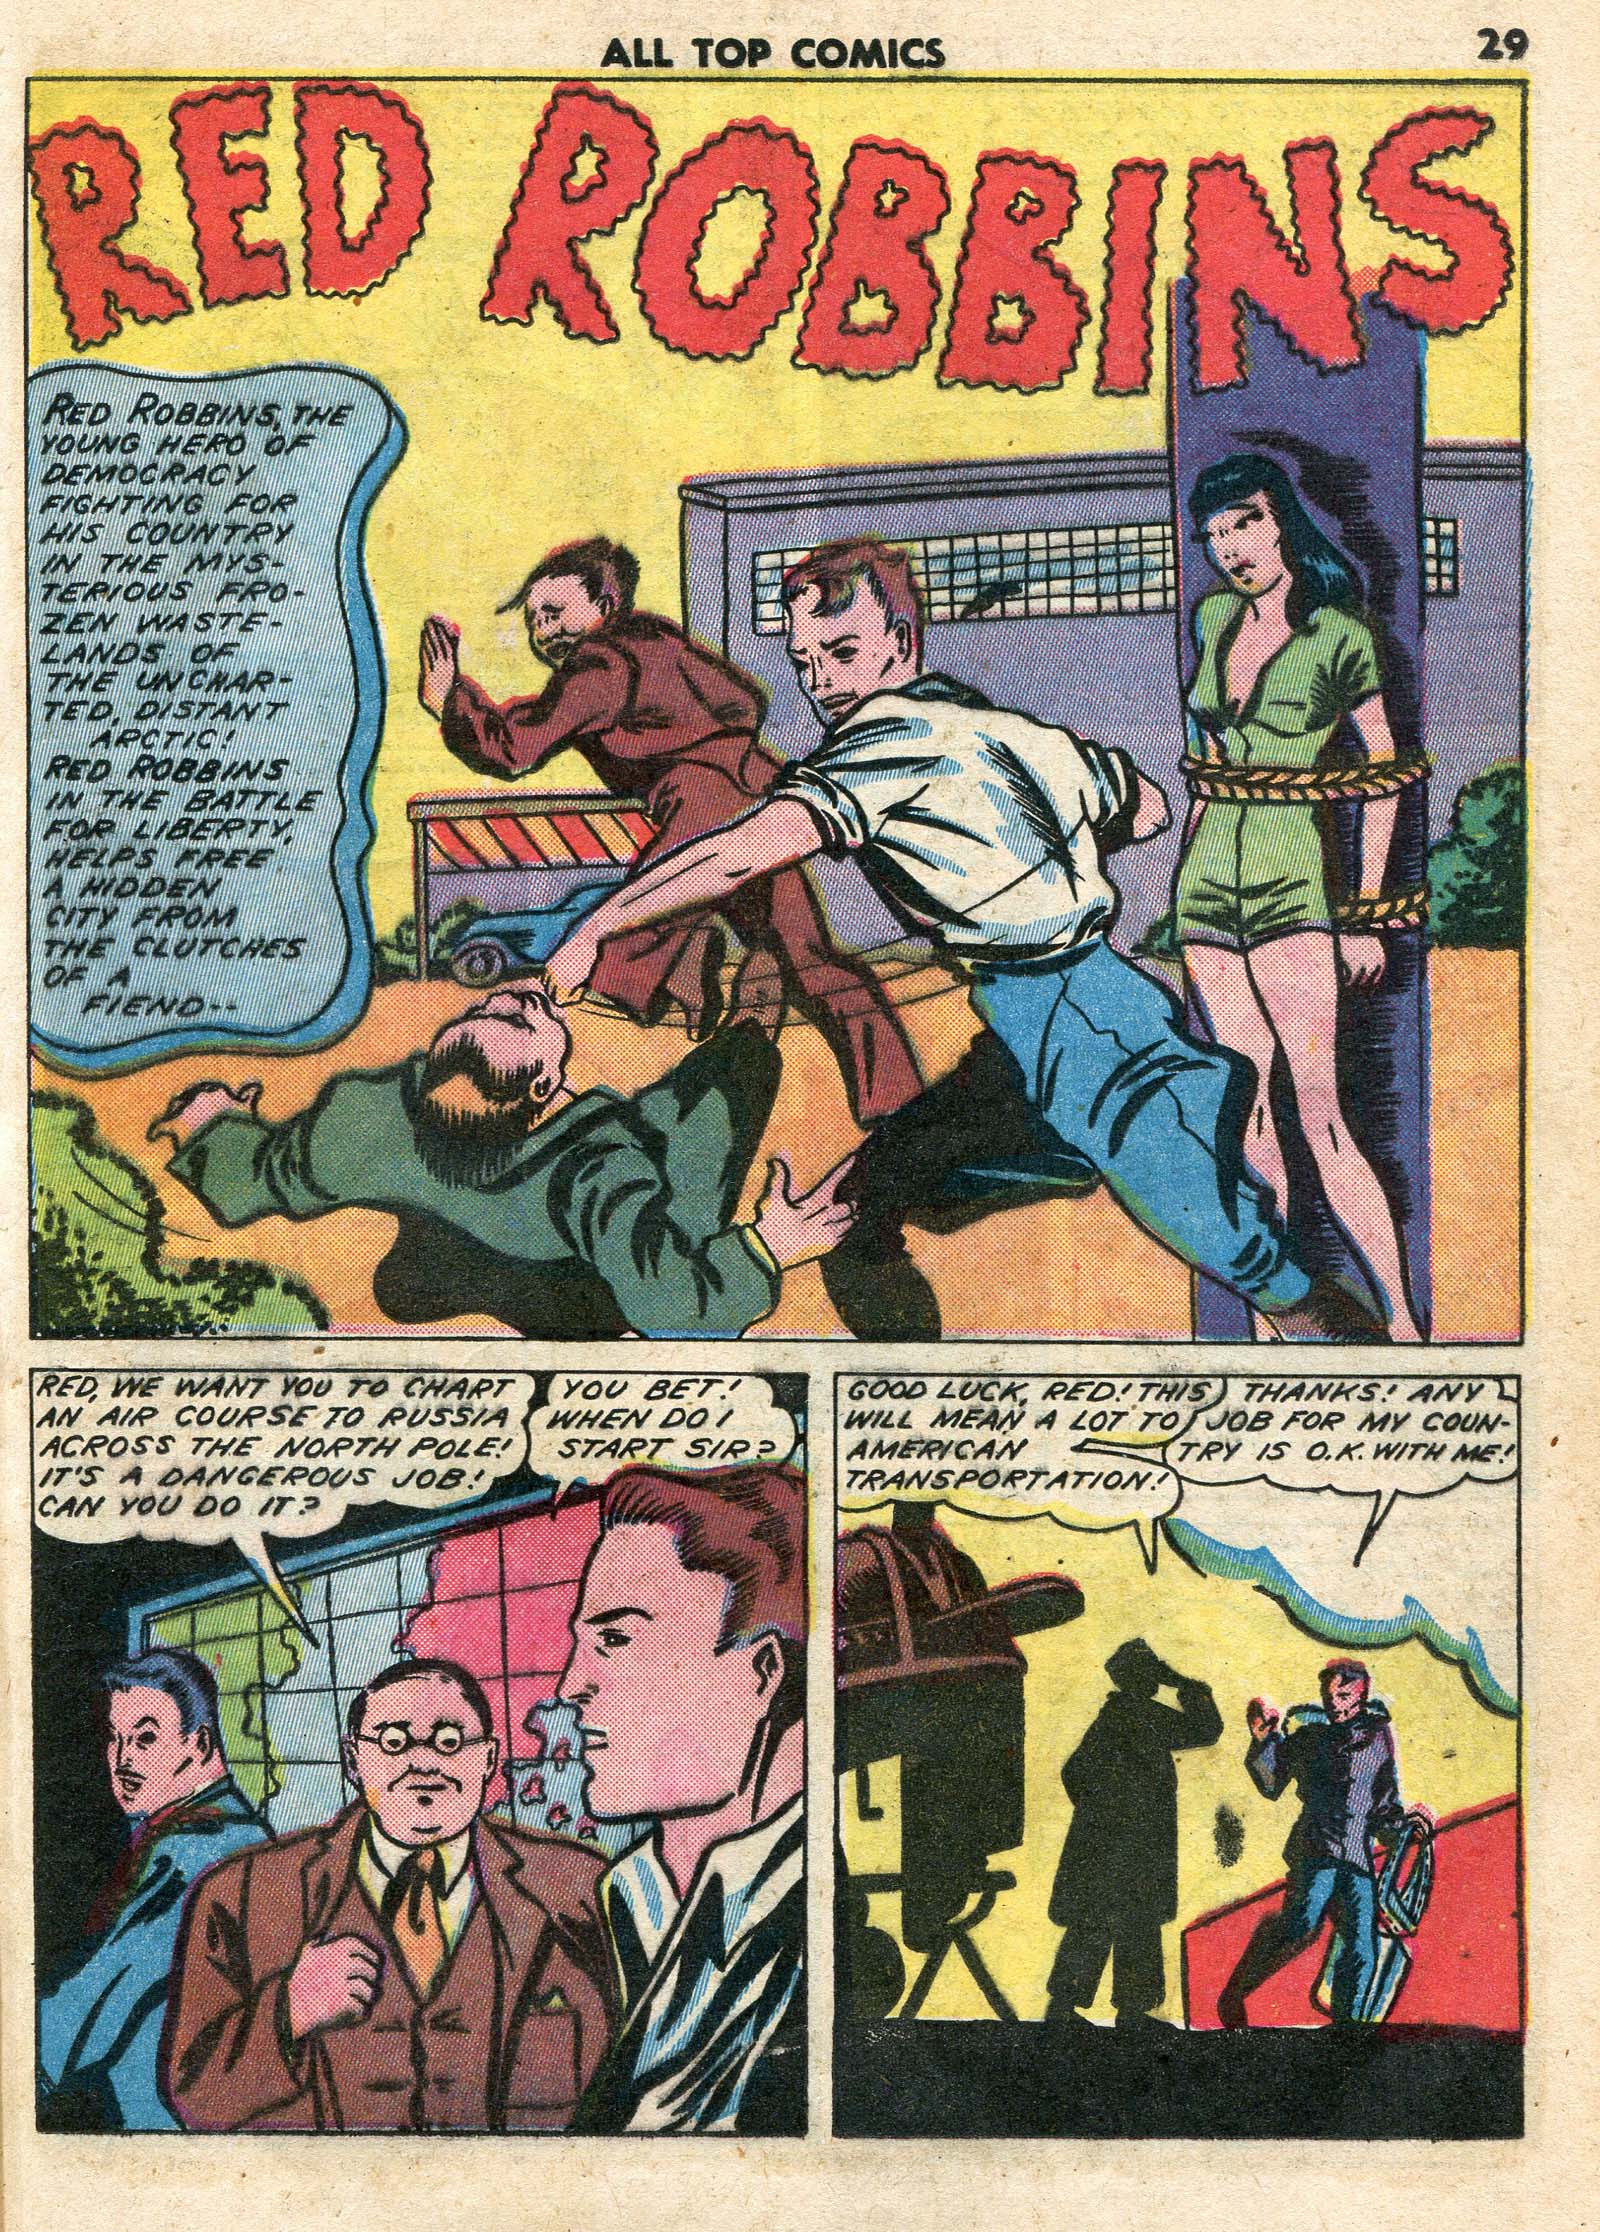 ALL TOP COMICS
29
RED ROBBINS
RED ROBBINS, THE
YOUNG HERO OF
DEMOCRACY
FIGHTING FOR
HIS COUNTRY
IN THE MYS-
TERIOUS FRO-
ZEN WASTE-
LANDS OF
THE UNCHAR-
TED, DISTANT
ARCTIC!
RED ROBBINS
IN THE BATTLE
FOR LIBERTY,
HELPS FREE
A HIDDEN
CITY FROM
THE CLUTCHES
OF A
FIEND--
RED, WE WANT YOU TO CHART
AN AIR COURSE TO RUSSIA
ACROSS THE NORTH POLE!
IT'S A DANGEROUS JOB!
CAN YOU DO IT?
YOU BET!
WHEN DO I
START SIR?
GOOD LUCK, RED! THIS
WILL MEAN A LOT TO
AMERICAN
TRANSPORTATION!
THANKS! ANY
JOB FOR MY COUN-
TRY IS O.K. WITH ME!